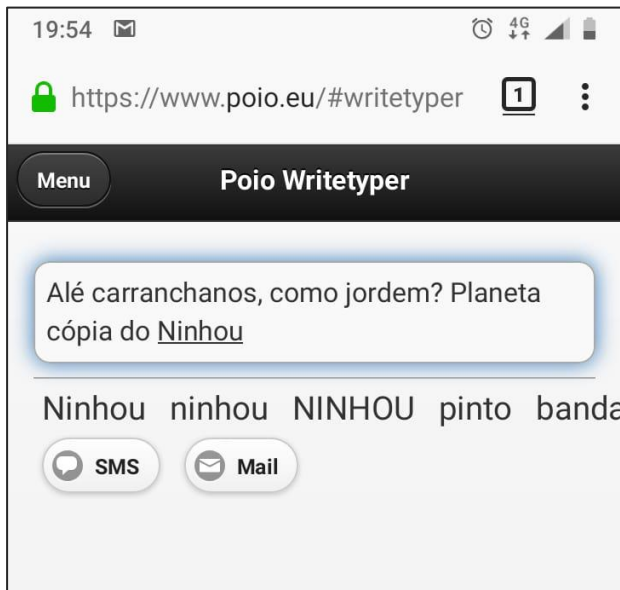 19:54 4G
https://www.poio.eu/#writetyper 1
Menu Poio Writetyper
Alé carranchanos, como jordem? Planeta
cópia do Ninhou
Ninhou ninhou NINHOU pinto banda
SMS Mail